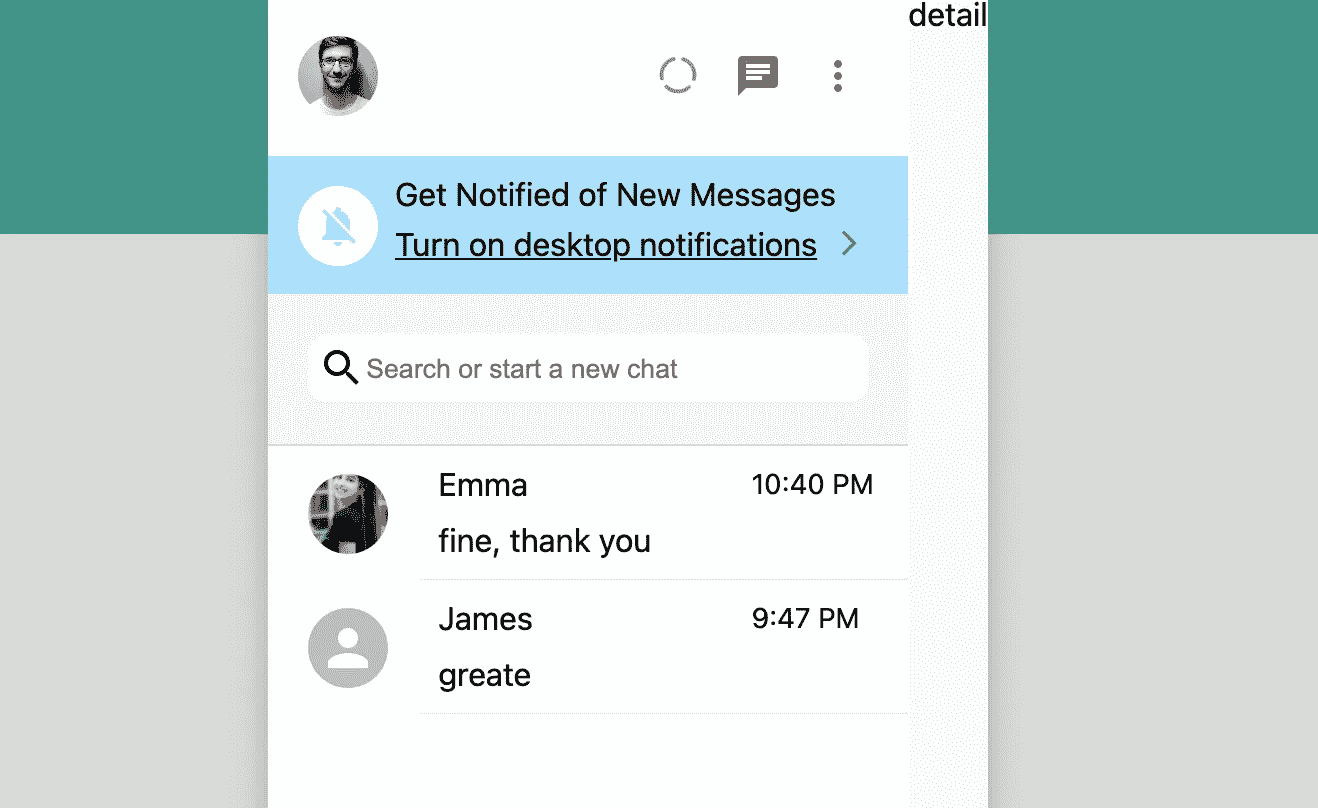 detail
Get Notified of New Messages
Turn on desktop notifications
Search or start a new chat
Emma 10:40 PM
fine, thank you
James 9:47 PM
greate